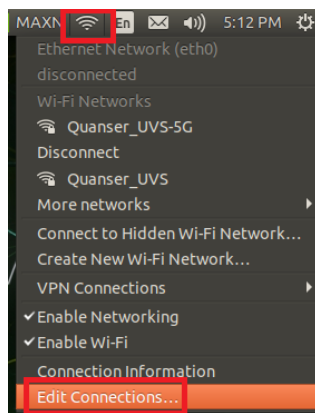 MAXN En 5:12 PM
Ethernet Network (eth0)
disconnected
Wi-Fi Networks
Quanser_UVS-5G
Disconnect
Quanser_UVS
More networks
Connect to Hidden Wi-Fi Network...
Create New Wi-Fi Network...
VPN Connections
Enable Networking
Enable Wi-Fi
Connection Information
Edit Connections...